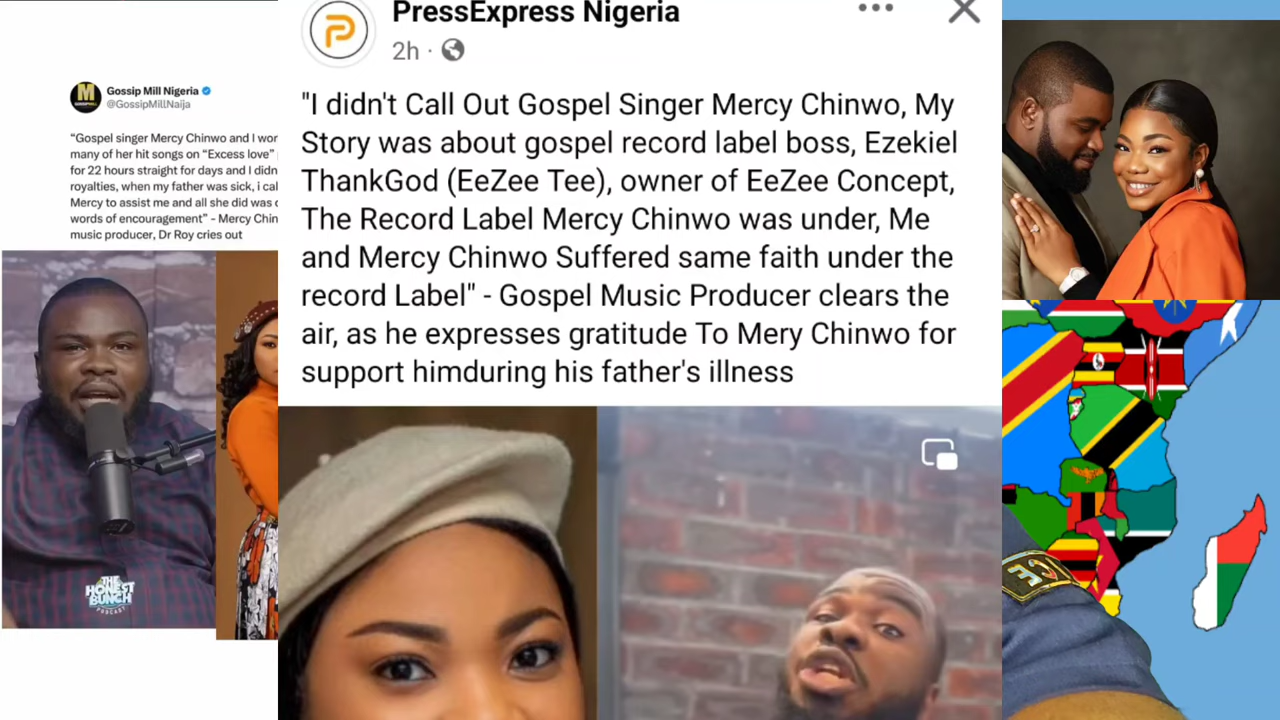 Gossip Mill Nigeria
@GossipMillNaija
“Gospel singer Mercy Chinwo and I wor
many of her hit songs on “Excess love”
for 22 hours straight for days and I didn
royalties, when my father was sick, i cal
Mercy to assist me and all she did was
words of encouragement” - Mercy Chin
music producer, Dr Roy cries out
THE
HONEST
BUNCH
PODCAST
PressExpress Nigeria
2h ·
"I didn't Call Out Gospel Singer Mercy Chinwo, My
Story was about gospel record label boss, Ezekiel
ThankGod (EeZee Tee), owner of EeZee Concept,
The Record Label Mercy Chinwo was under, Me
and Mercy Chinwo Suffered same faith under the
record Label" - Gospel Music Producer clears the
air, as he expresses gratitude To Mery Chinwo for
support himduring his father's illness